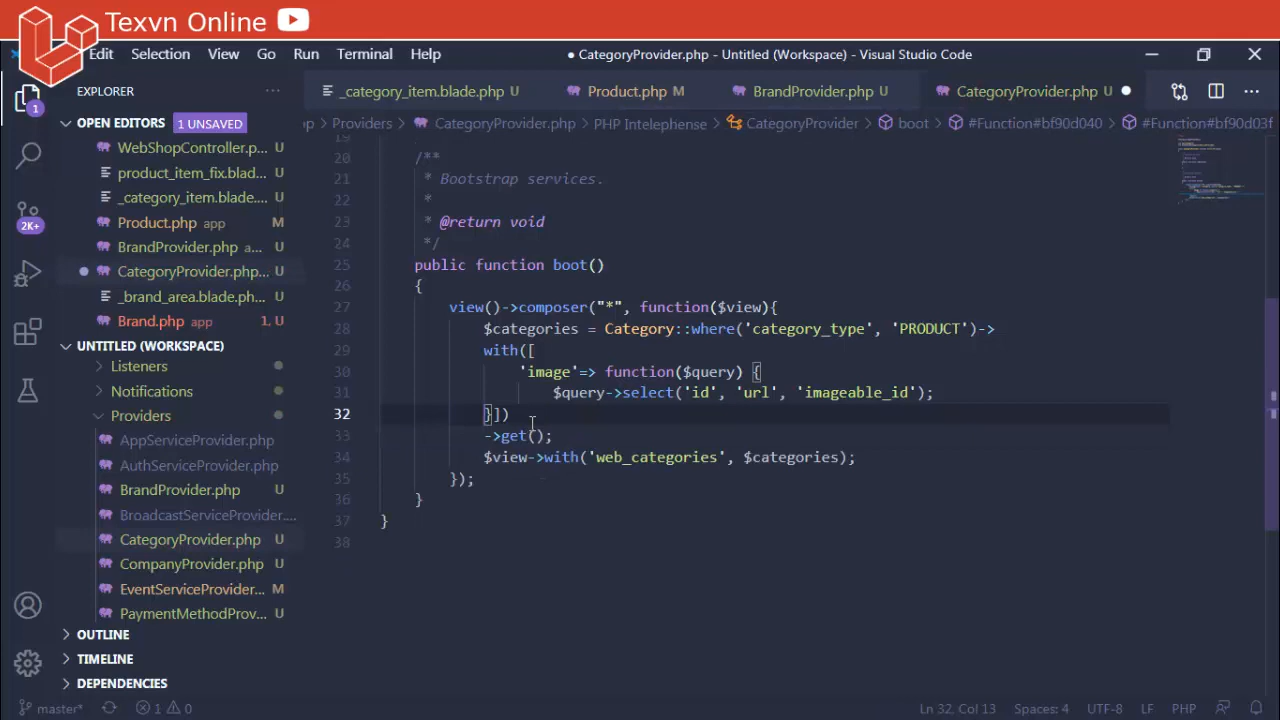 Texvn Online
Edit Selection View Go Run Terminal Help
● CategoryProvider.php - Untitled (Workspace) - Visual Studio Code
EXPLORER
_category_item.blade.php U
Product.php M
BrandProvider.php U
CategoryProvider.php U
1
OPEN EDITORS 1 UNSAVED
Providers > CategoryProvider.php > PHP Intelephense > CategoryProvider > boot > #Function#bf90d040 > #Function#bf90d03f
WebShopController.p... U
product_item_fix.blad... U
_category_item.blade.... U
Product.php app M
BrandProvider.php a... U
CategoryProvider.php... U
_brand_area.blade.ph... U
Brand.php app 1, U
UNTITLED (WORKSPACE)
Listeners
Notifications
Providers
AppServiceProvider.php
AuthServiceProvider.php
BrandProvider.php U
BroadcastServiceProvider....
CategoryProvider.php U
CompanyProvider.php U
EventServiceProvider... M
PaymentMethodProv... U
OUTLINE
TIMELINE
DEPENDENCIES
2K+
19
20 /**
21 * Bootstrap services.
22 *
23 * @return void
24 */
25 public function boot()
26 {
27 view()->composer("*", function($view){
28 $categories = Category::where('category_type', 'PRODUCT')->
29 with([
30 'image'=> function($query) {
31 $query->select('id', 'url', 'imageable_id');
32 }])
33 ->get();
34 $view->with('web_categories', $categories);
35 });
36 }
37 }
38
master* 1 0 Ln 32, Col 13 Spaces: 4 UTF-8 LF PHP